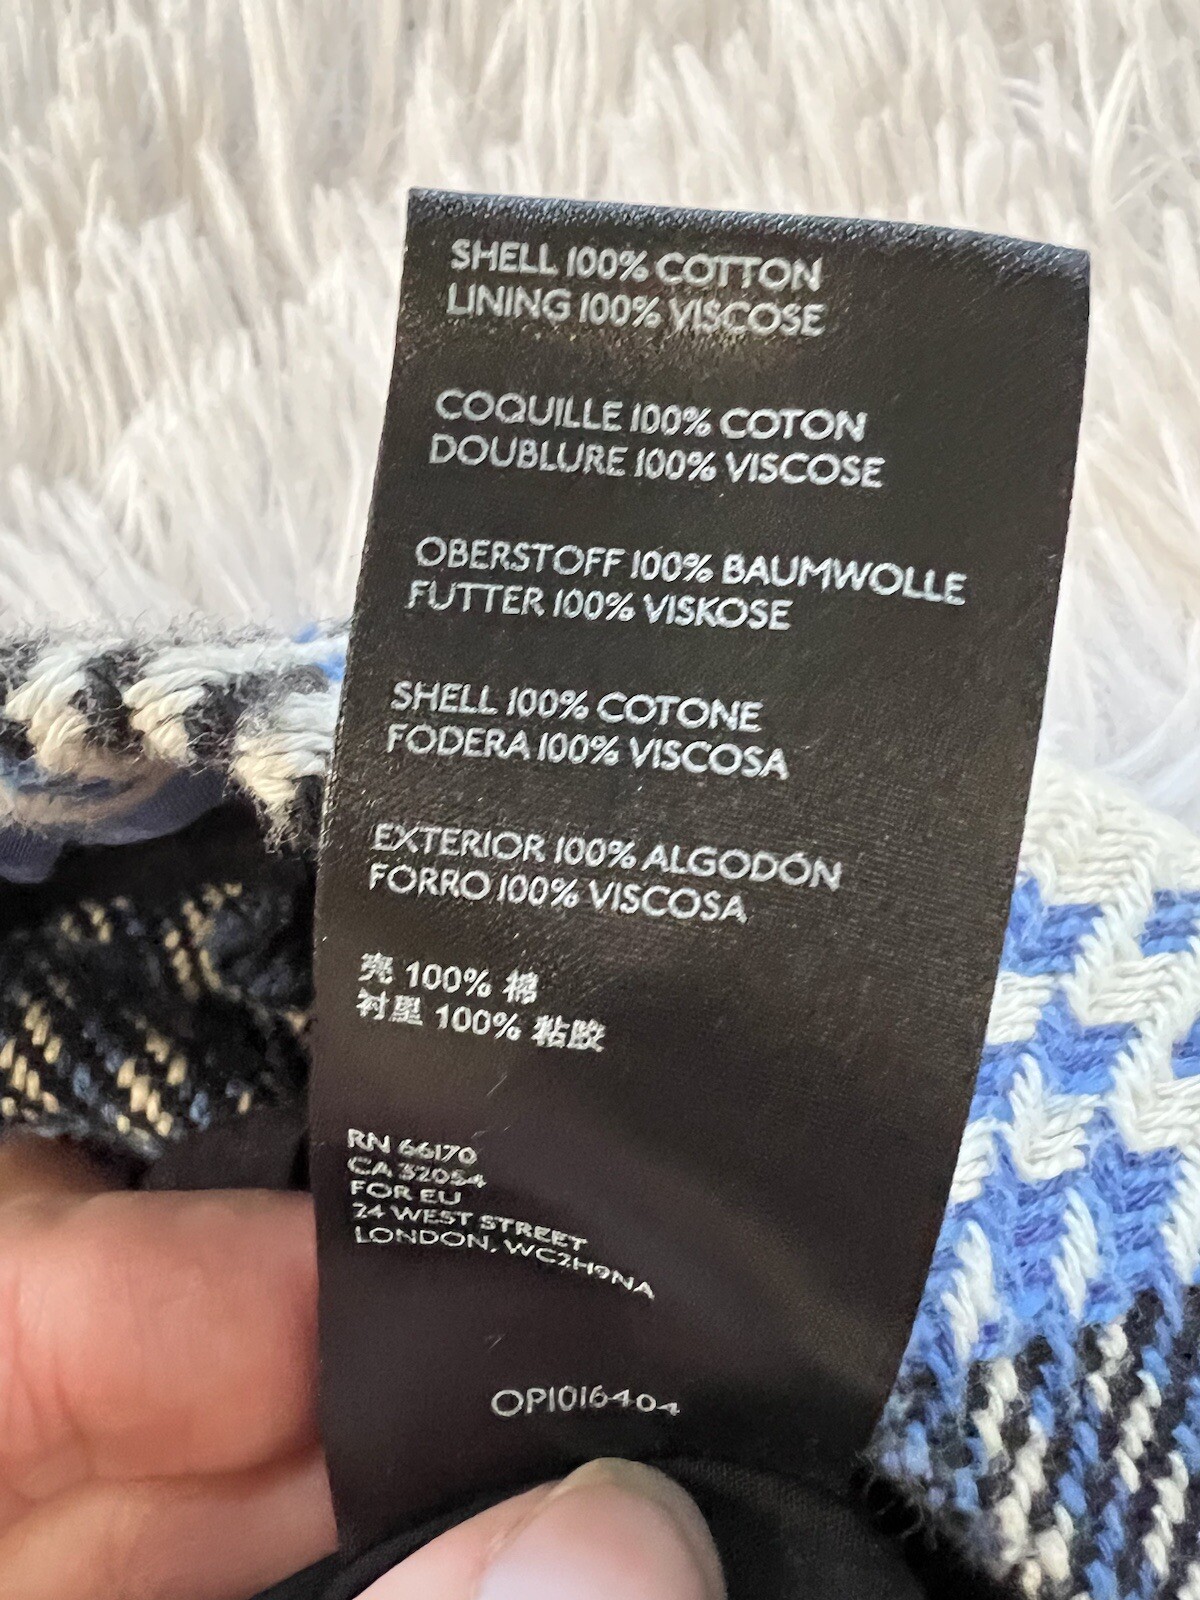 SHELL 100% COTTON
LINING 100% VISCOSE
COQUILLE 100% COTON
DOUBLURE 100% VISCOSE
OBERSTOFF 100% BAUMWOLLE
FUTTER 100% VISKOSE
SHELL 100% COTONE
FODERA 100% VISCOSA
EXTERIOR 100% ALGODÓN
FORRO 100% VISCOSA
壳 100% 棉
衬里 100% 粘胶
RN 66170
CA 32054
FOR EU
24 WEST STREET
LONDON, WC2H9NA
OP1016404